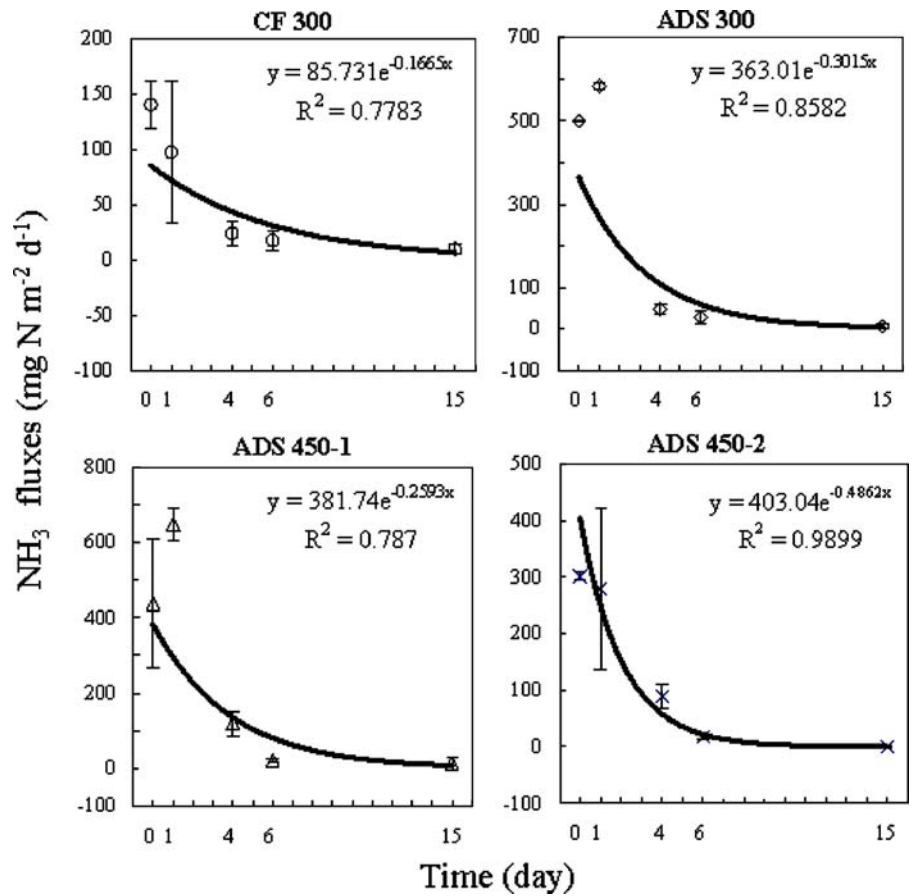 CF 300
200
150
100
50
0
-50
-100
y = 85.731e^-0.1665x
R² = 0.7783
0 1 4 6 15
ADS 300
700
500
300
100
0
-100
y = 363.01e^-0.3015x
R² = 0.8582
0 1 4 6 15
NH₃ fluxes (mg N m⁻² d⁻¹)
ADS 450-1
800
600
400
200
0
-100
y = 381.74e^-0.2593x
R² = 0.787
0 1 4 6 15
ADS 450-2
500
400
300
200
100
0
-100
y = 403.04e^-0.4862x
R² = 0.9899
0 1 4 6 15
Time (day)